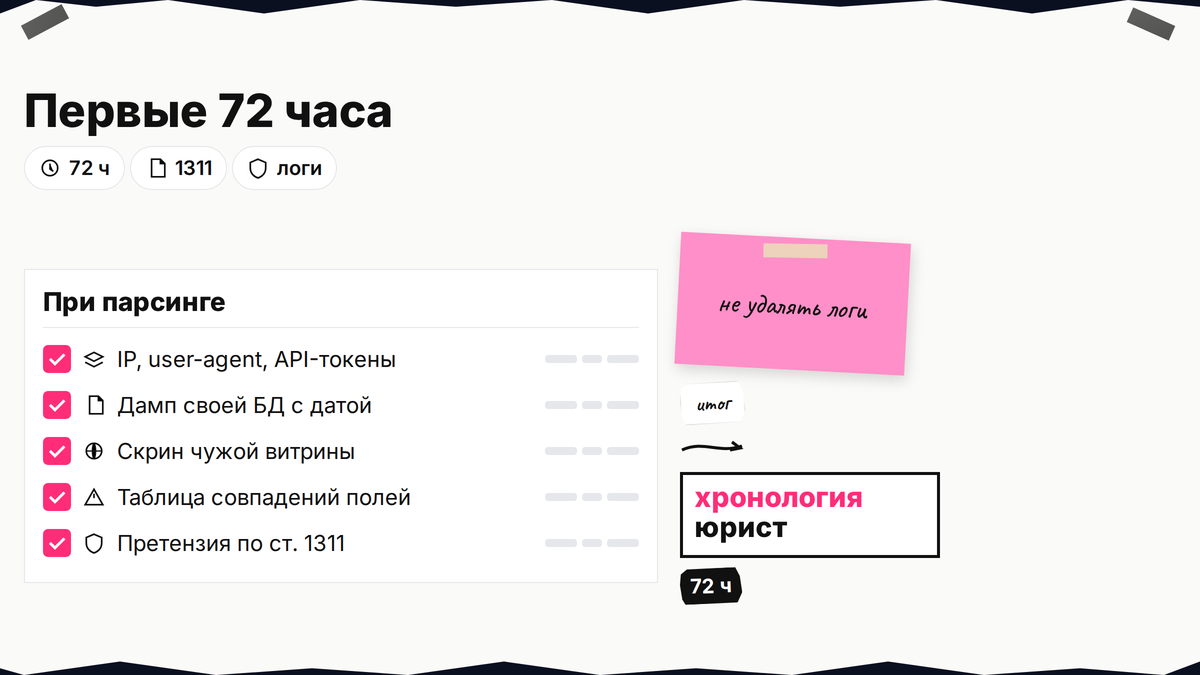 Первые 72 часа
72 ч
1311
логи
При парсинге
IP, user-agent, API-токены
Дамп своей БД с датой
Скрин чужой витрины
Таблица совпадений полей
Претензия по ст. 1311
не удалять логи
итог
хронология
юрист
72 ч